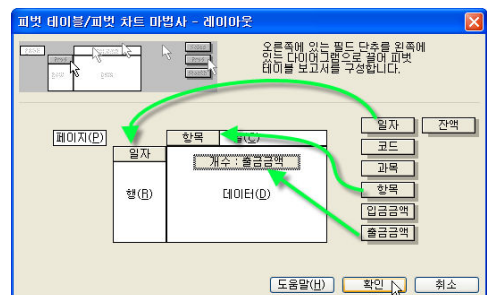 피벗 테이블/피벗 차트 마법사 - 레이아웃
오른쪽에 있는 필드 단추를 왼쪽에
있는 다이어그램으로 끌어 피벗
테이블 보고서를 구성합니다.
페이지(P)
항목
일자
개수 : 출금금액
행(R)
데이터(D)
일자
잔액
코드
과목
항목
입금금액
출금금액
도움말(H)
확인
취소